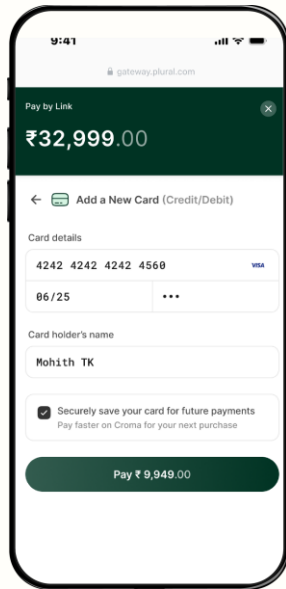 9:41
gateway.plural.com
Pay by Link
₹32,999.00
Add a New Card (Credit/Debit)
Card details
4242 4242 4242 4560 VISA
06/25 •••
Card holder's name
Mohith TK
Securely save your card for future payments
Pay faster on Croma for your next purchase
Pay ₹ 9,949.00